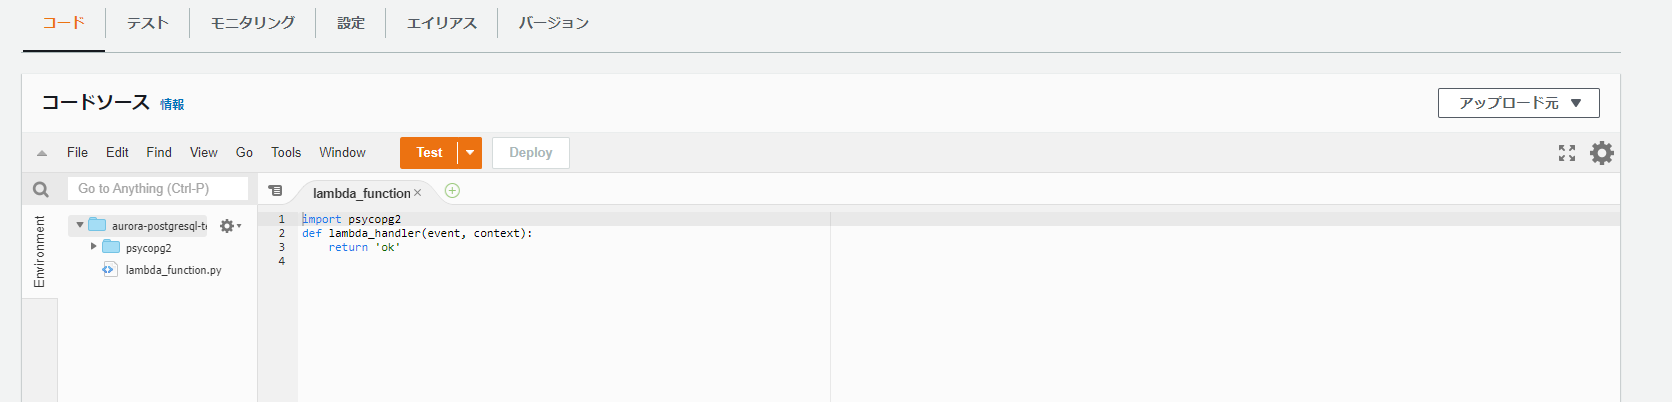 コード テスト モニタリング 設定 エイリアス バージョン
コードソース 情報
アップロード元
File Edit Find View Go Tools Window Test Deploy
Go to Anything (Ctrl-P)
lambda_function
Environment
aurora-postgresql-te
psycopg2
lambda_function.py
1 import psycopg2
2 def lambda_handler(event, context):
3 return 'ok'
4